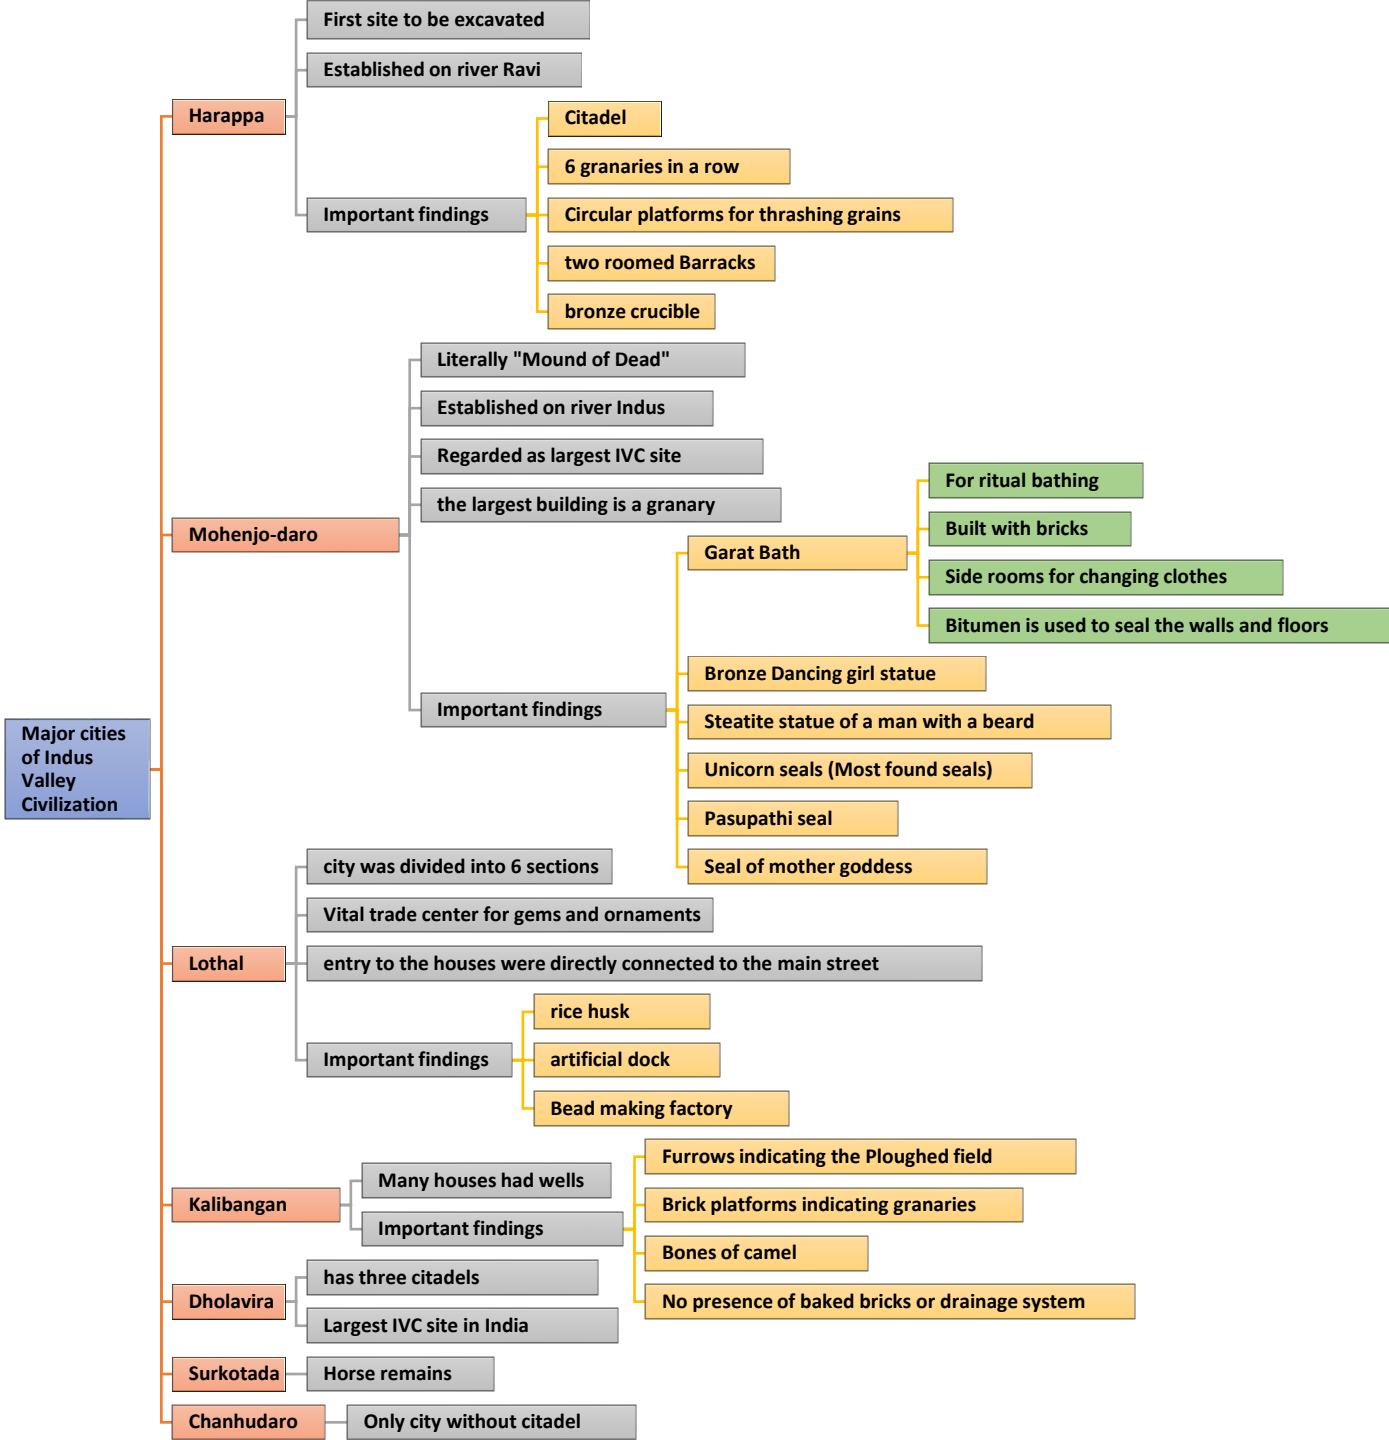 Major cities
of Indus
Valley
Civilization
Harappa
First site to be excavated
Established on river Ravi
Important findings
Citadel
6 granaries in a row
Circular platforms for thrashing grains
two roomed Barracks
bronze crucible
Mohenjo-daro
Literally "Mound of Dead"
Established on river Indus
Regarded as largest IVC site
the largest building is a granary
Important findings
Garat Bath
For ritual bathing
Built with bricks
Side rooms for changing clothes
Bitumen is used to seal the walls and floors
Bronze Dancing girl statue
Steatite statue of a man with a beard
Unicorn seals (Most found seals)
Pasupathi seal
Seal of mother goddess
Lothal
city was divided into 6 sections
Vital trade center for gems and ornaments
entry to the houses were directly connected to the main street
Important findings
rice husk
artificial dock
Bead making factory
Kalibangan
Many houses had wells
Important findings
Furrows indicating the Ploughed field
Brick platforms indicating granaries
Bones of camel
No presence of baked bricks or drainage system
Dholavira
has three citadels
Largest IVC site in India
Surkotada
Horse remains
Chanhudaro
Only city without citadel